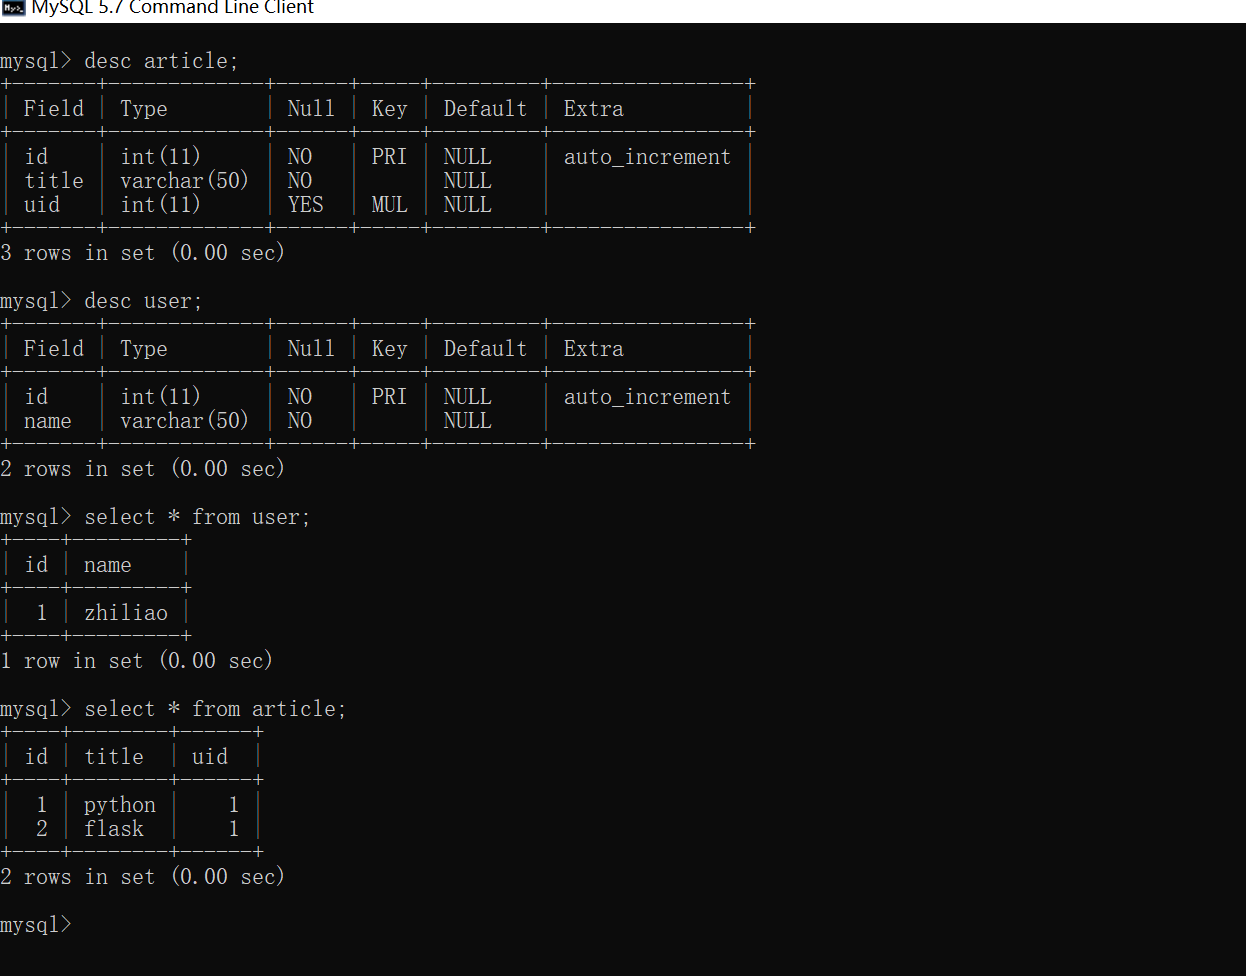 MySQL 5.7 Command Line Client
mysql> desc article;
+-------+-------------+------+-----+---------+----------------+
| Field | Type        | Null | Key | Default | Extra          |
+-------+-------------+------+-----+---------+----------------+
| id    | int(11)     | NO   | PRI | NULL    | auto_increment |
| title | varchar(50) | NO   |     | NULL    |                |
| uid   | int(11)     | YES  | MUL | NULL    |                |
+-------+-------------+------+-----+---------+----------------+
3 rows in set (0.00 sec)
mysql> desc user;
+-------+-------------+------+-----+---------+----------------+
| Field | Type        | Null | Key | Default | Extra          |
+-------+-------------+------+-----+---------+----------------+
| id    | int(11)     | NO   | PRI | NULL    | auto_increment |
| name  | varchar(50) | NO   |     | NULL    |                |
+-------+-------------+------+-----+---------+----------------+
2 rows in set (0.00 sec)
mysql> select * from user;
+----+---------+
| id | name    |
+----+---------+
|  1 | zhiliao |
+----+---------+
1 row in set (0.00 sec)
mysql> select * from article;
+----+--------+------+
| id | title  | uid  |
+----+--------+------+
|  1 | python |    1 |
|  2 | flask  |    1 |
+----+--------+------+
2 rows in set (0.00 sec)
mysql>